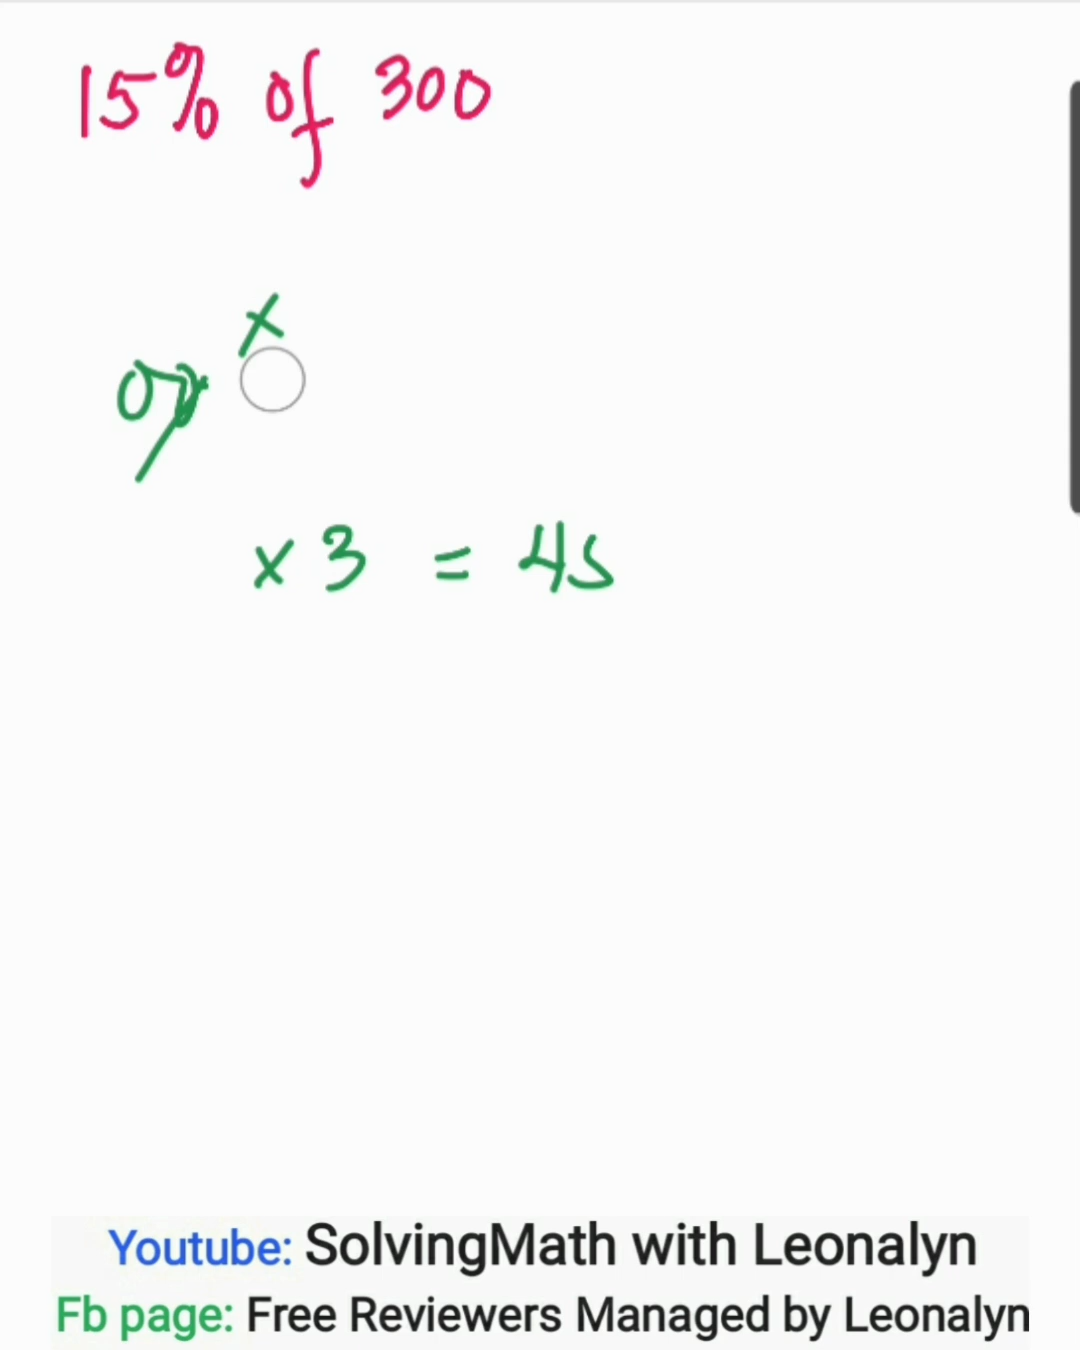 15% of 300
x
x 3 = 45
Youtube: SolvingMath with Leonalyn
Fb page: Free Reviewers Managed by Leonalyn